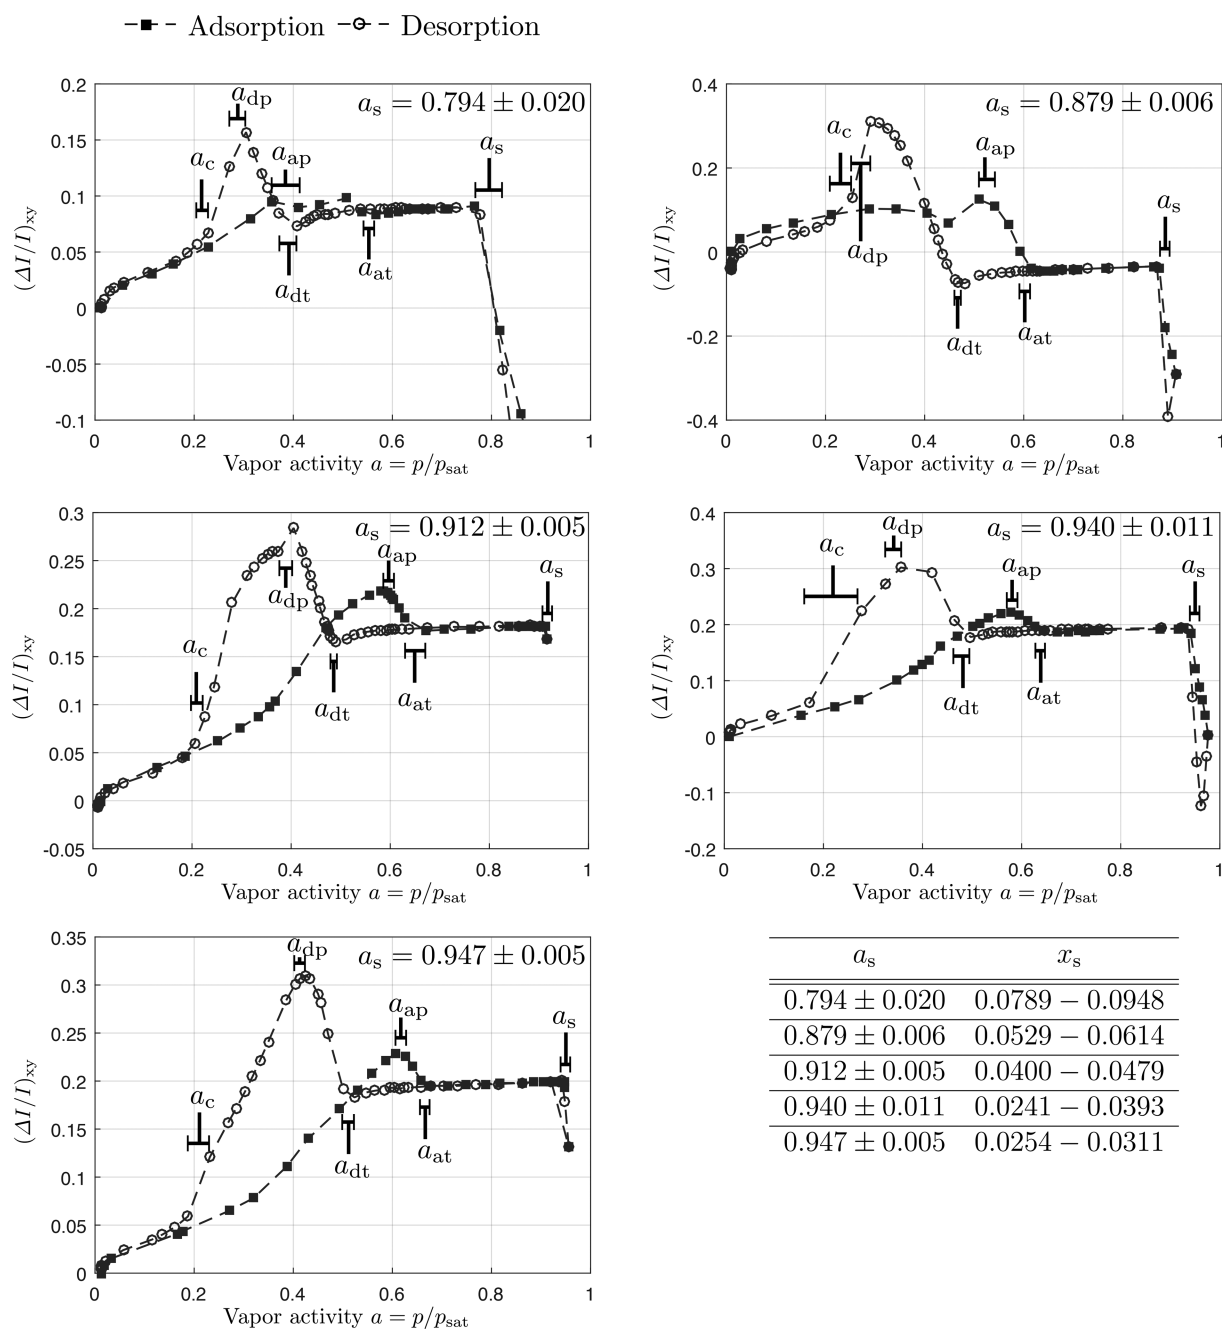 Adsorption Desorption
a_s = 0.794 ± 0.020
a_dp
a_c
a_ap
a_s
a_at
a_dt
(ΔI/I)_xy
0.2
0.15
0.1
0.05
0
-0.05
-0.1
0 0.2 0.4 0.6 0.8 1
Vapor activity a = p/p_sat
a_s = 0.879 ± 0.006
a_c
a_ap
a_s
a_dp
a_dt
a_at
(ΔI/I)_xy
0.4
0.2
0
-0.2
-0.4
0 0.2 0.4 0.6 0.8 1
Vapor activity a = p/p_sat
a_s = 0.912 ± 0.005
a_ap
a_s
a_dp
a_c
a_dt
a_at
(ΔI/I)_xy
0.3
0.25
0.2
0.15
0.1
0.05
0
-0.05
0 0.2 0.4 0.6 0.8 1
Vapor activity a = p/p_sat
a_s = 0.940 ± 0.011
a_dp
a_c
a_ap
a_s
a_at
a_dt
(ΔI/I)_xy
0.4
0.3
0.2
0.1
0
-0.1
-0.2
0 0.2 0.4 0.6 0.8 1
Vapor activity a = p/p_sat
a_dp
a_s = 0.947 ± 0.005
a_ap
a_s
a_c
a_at
a_dt
(ΔI/I)_xy
0.35
0.3
0.25
0.2
0.15
0.1
0.05
0
0 0.2 0.4 0.6 0.8 1
Vapor activity a = p/p_sat
a_s x_s
0.794 ± 0.020 0.0789 − 0.0948
0.879 ± 0.006 0.0529 − 0.0614
0.912 ± 0.005 0.0400 − 0.0479
0.940 ± 0.011 0.0241 − 0.0393
0.947 ± 0.005 0.0254 − 0.0311